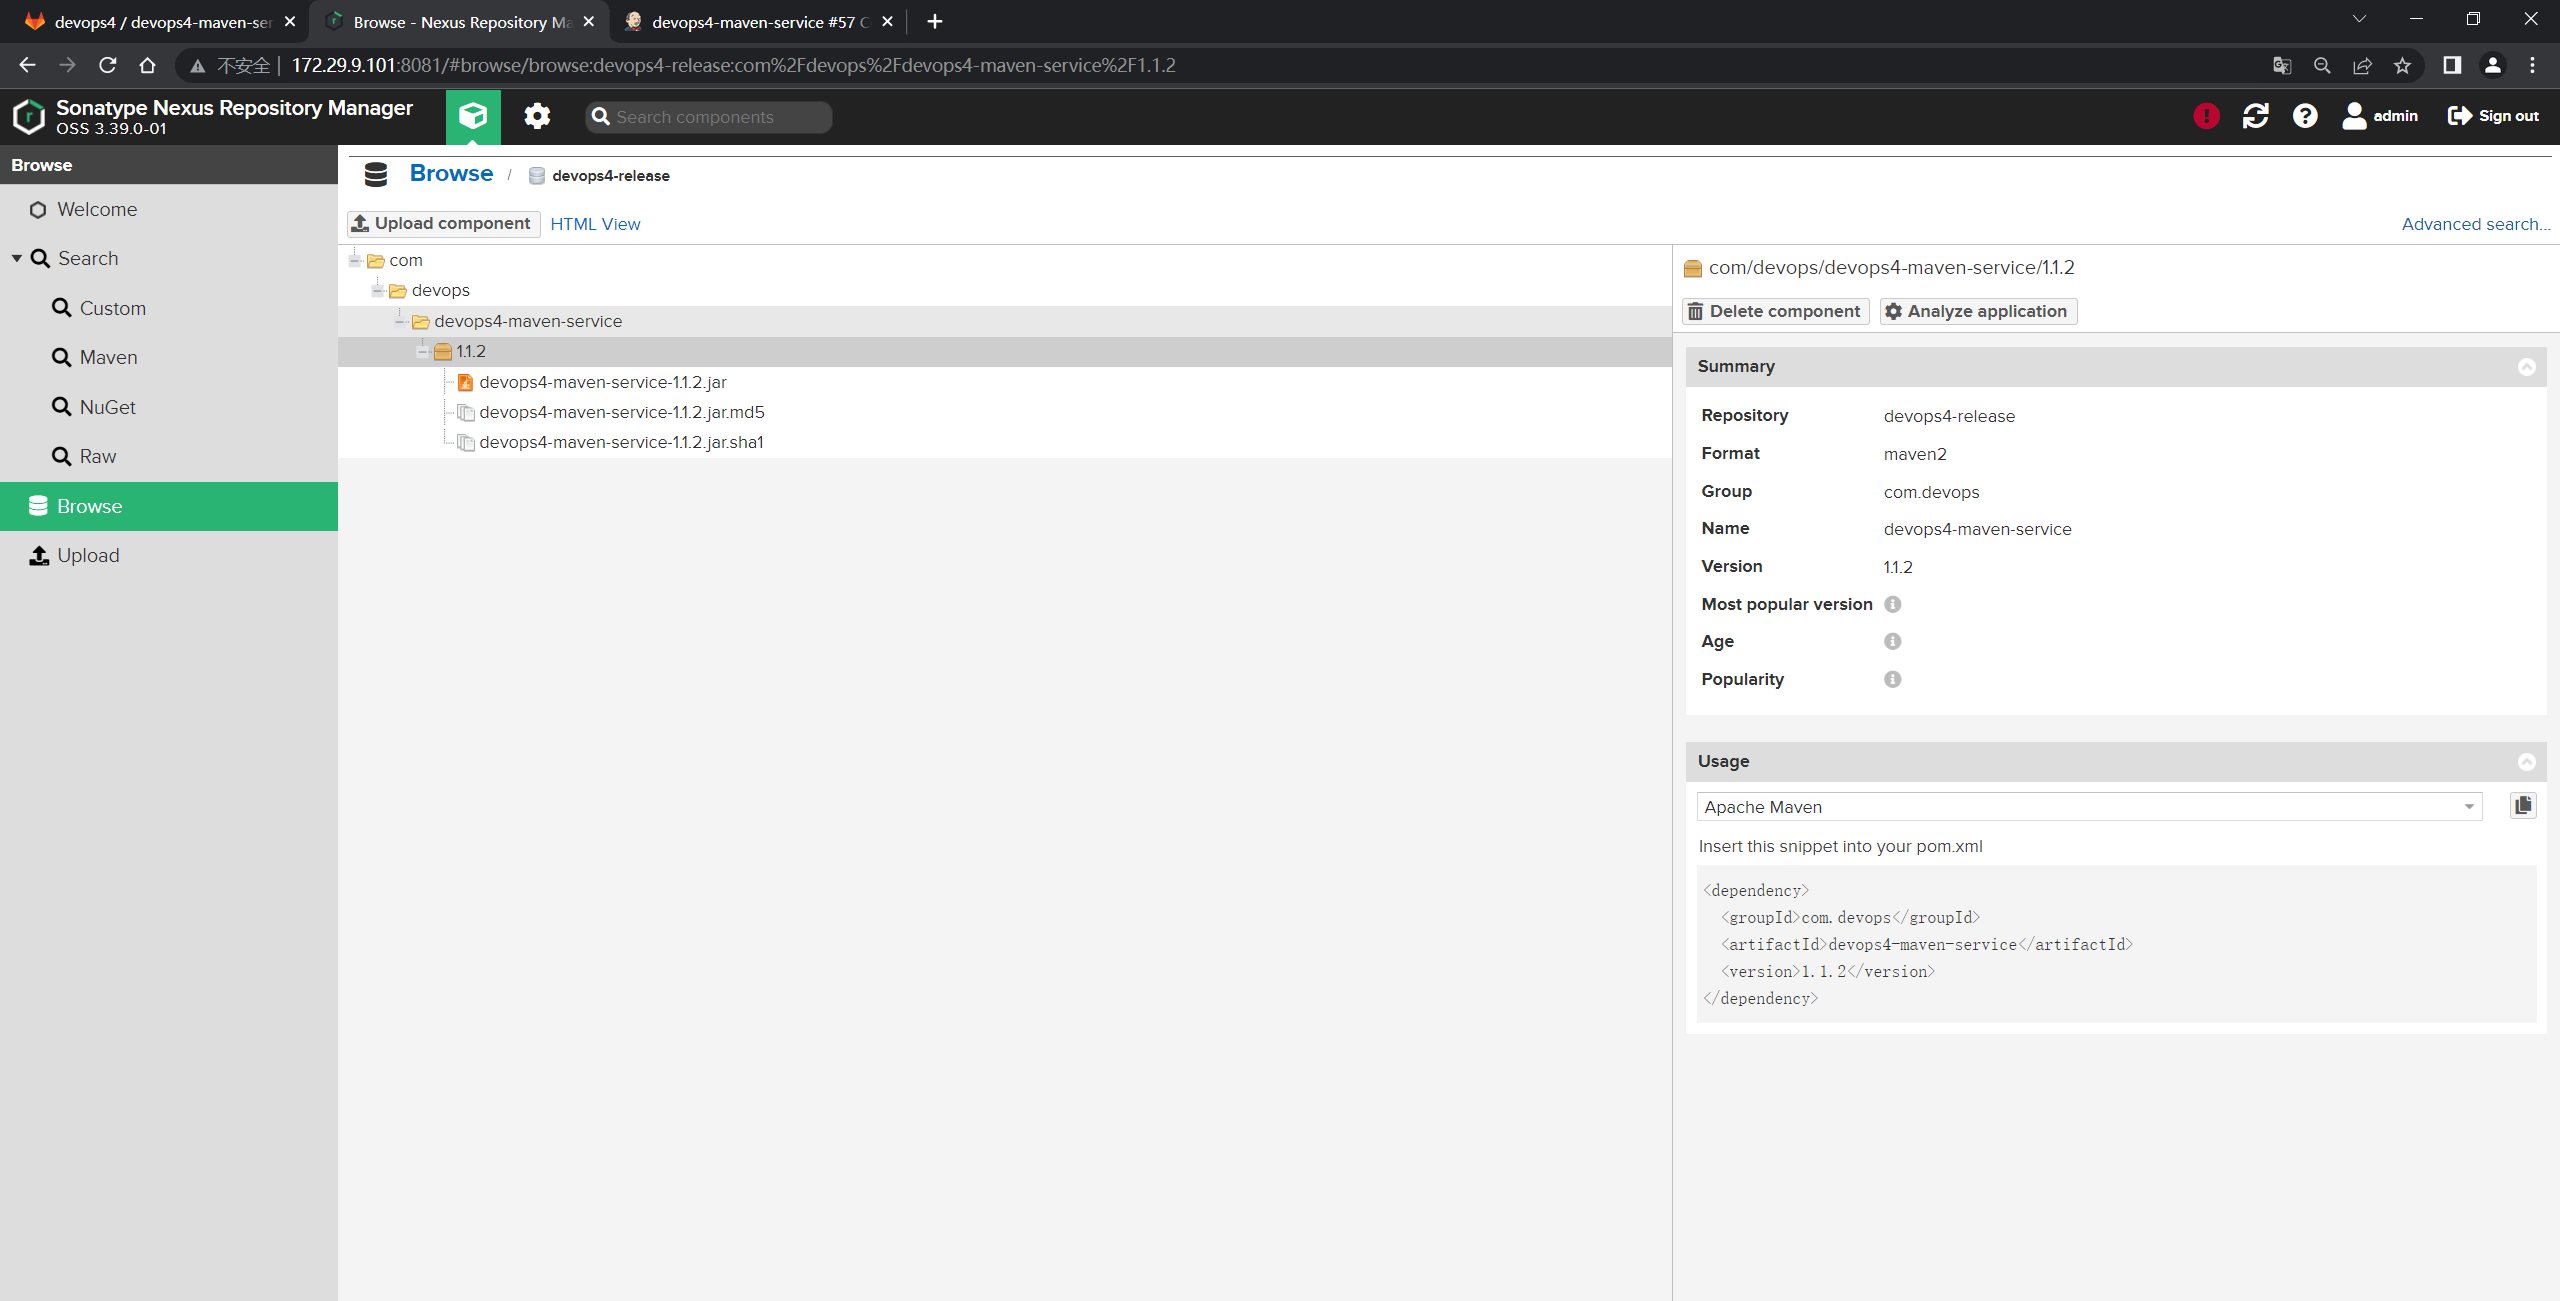 devops4 / devops4-maven-ser
Browse - Nexus Repository Ma
devops4-maven-service #57 C
不安全 172.29.9.101:8081/#browse/browse:devops4-release:com%2Fdevops%2Fdevops4-maven-service%2F1.1.2
Sonatype Nexus Repository Manager
OSS 3.39.0-01
Search components
admin
Sign out
Browse
Welcome
Search
Custom
Maven
NuGet
Raw
Browse
Upload
Browse / devops4-release
Upload component
HTML View
Advanced search...
com
devops
devops4-maven-service
1.1.2
devops4-maven-service-1.1.2.jar
devops4-maven-service-1.1.2.jar.md5
devops4-maven-service-1.1.2.jar.sha1
com/devops/devops4-maven-service/1.1.2
Delete component
Analyze application
Summary
Repository devops4-release
Format maven2
Group com.devops
Name devops4-maven-service
Version 1.1.2
Most popular version
Age
Popularity
Usage
Apache Maven
Insert this snippet into your pom.xml
<dependency>
<groupId>com.devops</groupId>
<artifactId>devops4-maven-service</artifactId>
<version>1.1.2</version>
</dependency>